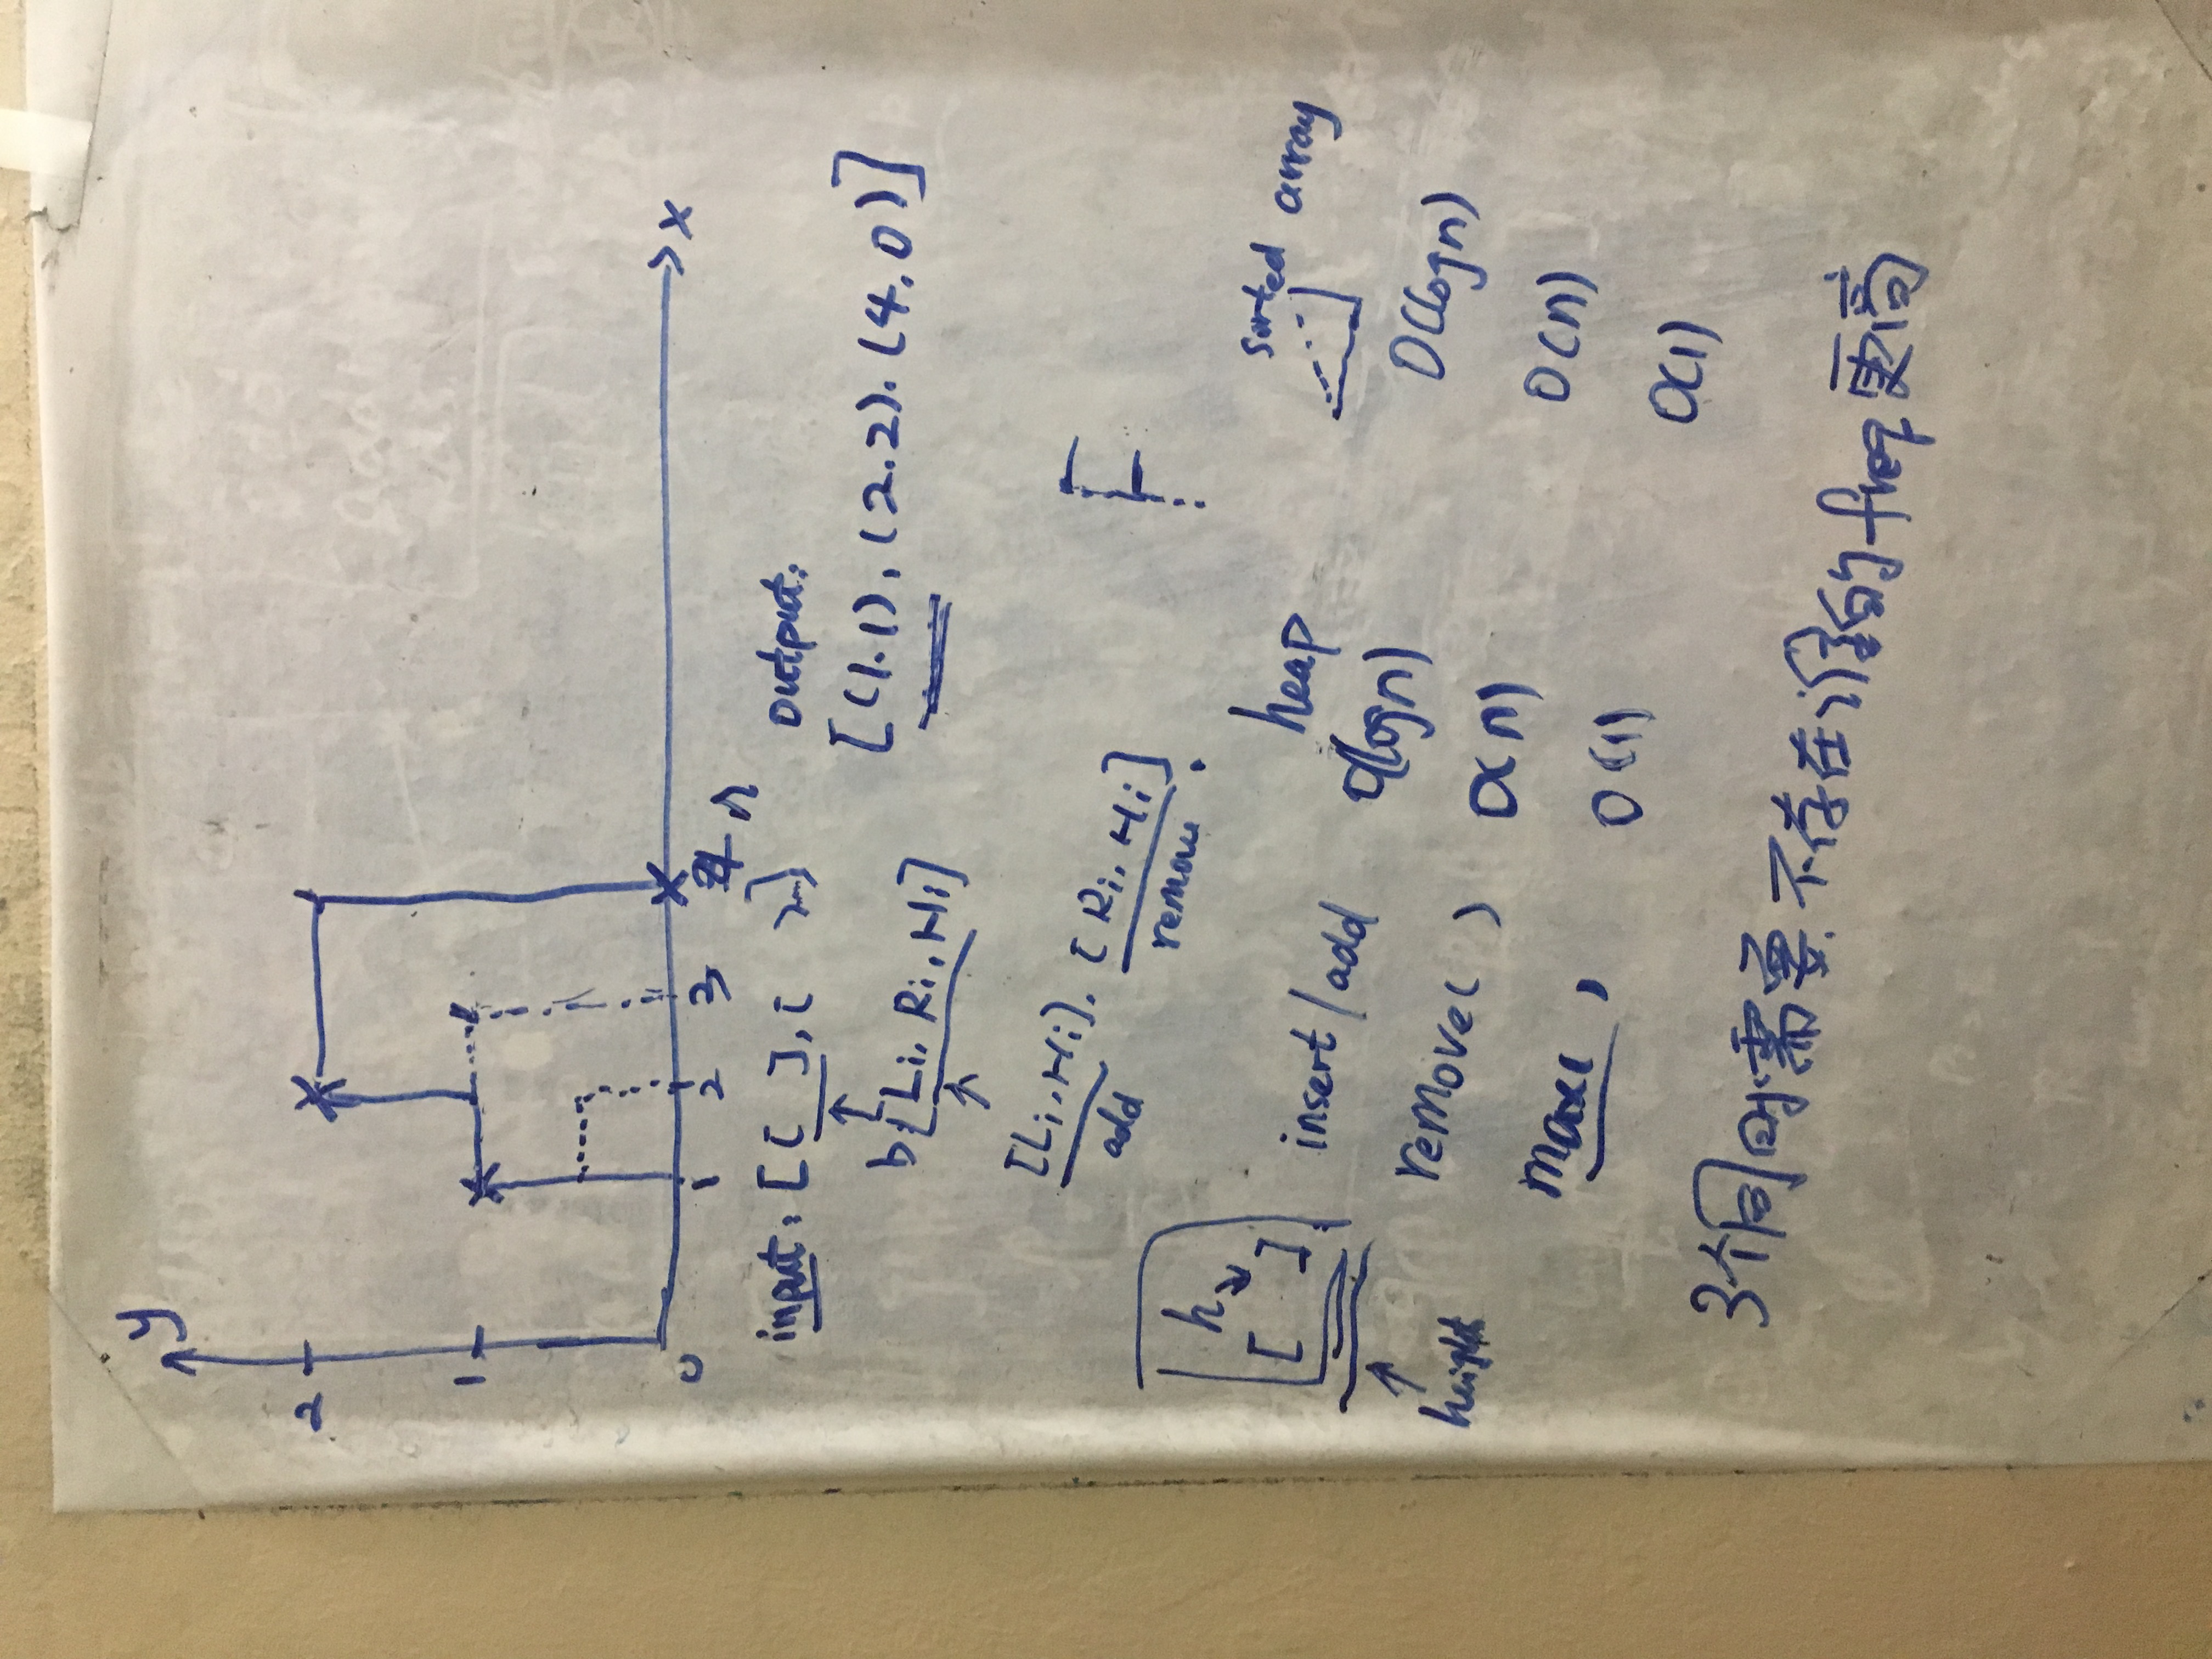 y
2
1
0
1 2 3 4 n
x
input: [[ ], [ ]]
output:
[(1.1), (2.2). (4,0)]
b [Li, Ri, Hi]
[Li, Hi]. [Ri, Hi]
add
remove.
h↘
[ ]
height
heap
sorted array
insert/add O(logn) O(logn)
remove( ) O(n) O(n)
max( ) O(1) O(1)
3个同时需要.不存在谁的freq更高